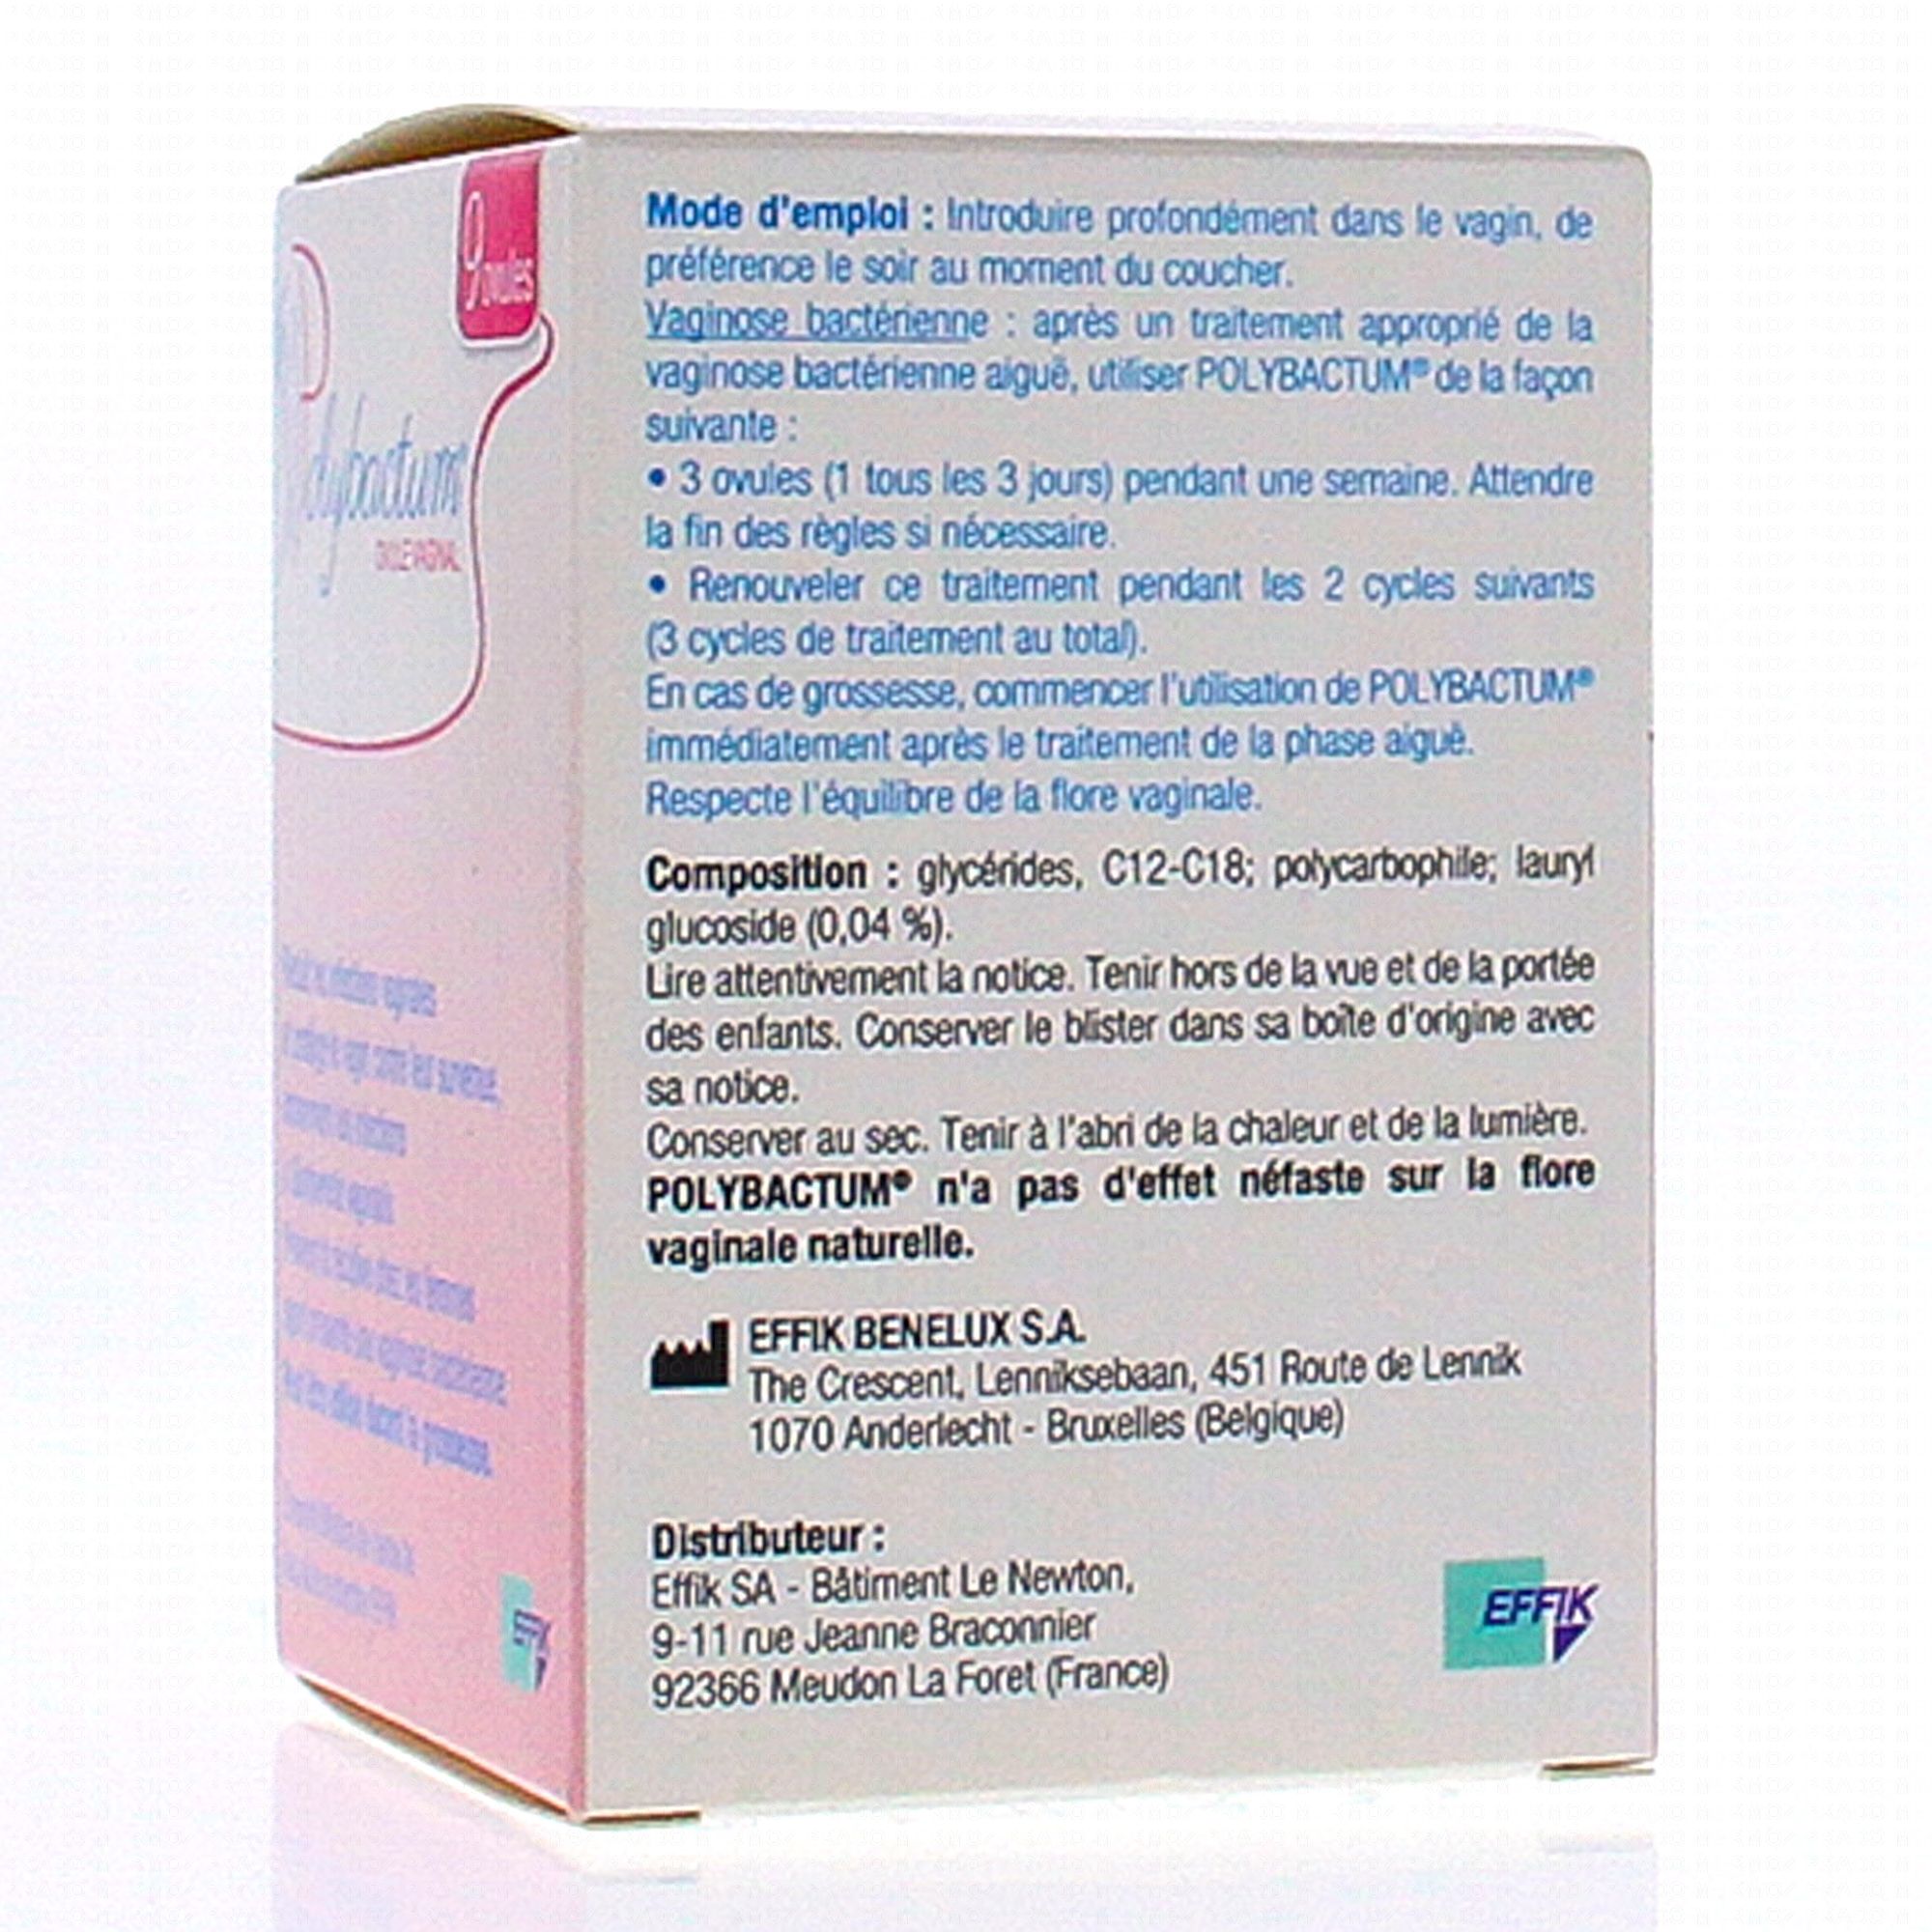 9 ovules
Polybactum
OVULE VAGINAL
Mode d'emploi : Introduire profondément dans le vagin, de
préférence le soir au moment du coucher.
Vaginose bactérienne : après un traitement approprié de la
vaginose bactérienne aiguë, utiliser POLYBACTUM® de la façon
suivante :
• 3 ovules (1 tous les 3 jours) pendant une semaine. Attendre
la fin des règles si nécessaire.
• Renouveler ce traitement pendant les 2 cycles suivants
(3 cycles de traitement au total).
En cas de grossesse, commencer l'utilisation de POLYBACTUM®
immédiatement après le traitement de la phase aiguë.
Respecte l'équilibre de la flore vaginale.
Composition : glycérides, C12-C18; polycarbophile; lauryl
glucoside (0,04 %).
Lire attentivement la notice. Tenir hors de la vue et de la portée
des enfants. Conserver le blister dans sa boîte d'origine avec
sa notice.
Conserver au sec. Tenir à l'abri de la chaleur et de la lumière.
POLYBACTUM® n'a pas d'effet néfaste sur la flore
vaginale naturelle.
EFFIK BENELUX S.A.
The Crescent, Lenniksebaan, 451 Route de Lennik
1070 Anderlecht - Bruxelles (Belgique)
Distributeur :
Effik SA - Bâtiment Le Newton,
9-11 rue Jeanne Braconnier
92366 Meudon La Foret (France)
EFFIK
EFFIK